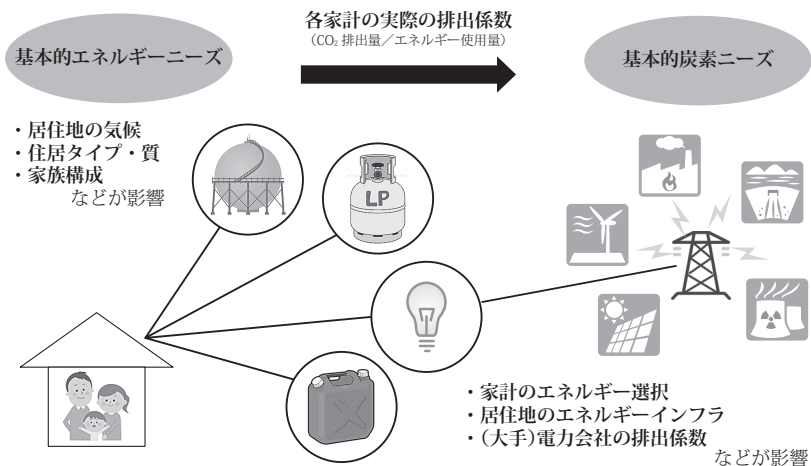 各家計の実際の排出係数
（CO₂ 排出量／エネルギー使用量）
基本的エネルギーニーズ
基本的炭素ニーズ
・居住地の気候
・住居タイプ・質
・家族構成
などが影響
LP
・家計のエネルギー選択
・居住地のエネルギーインフラ
・（大手）電力会社の排出係数
などが影響